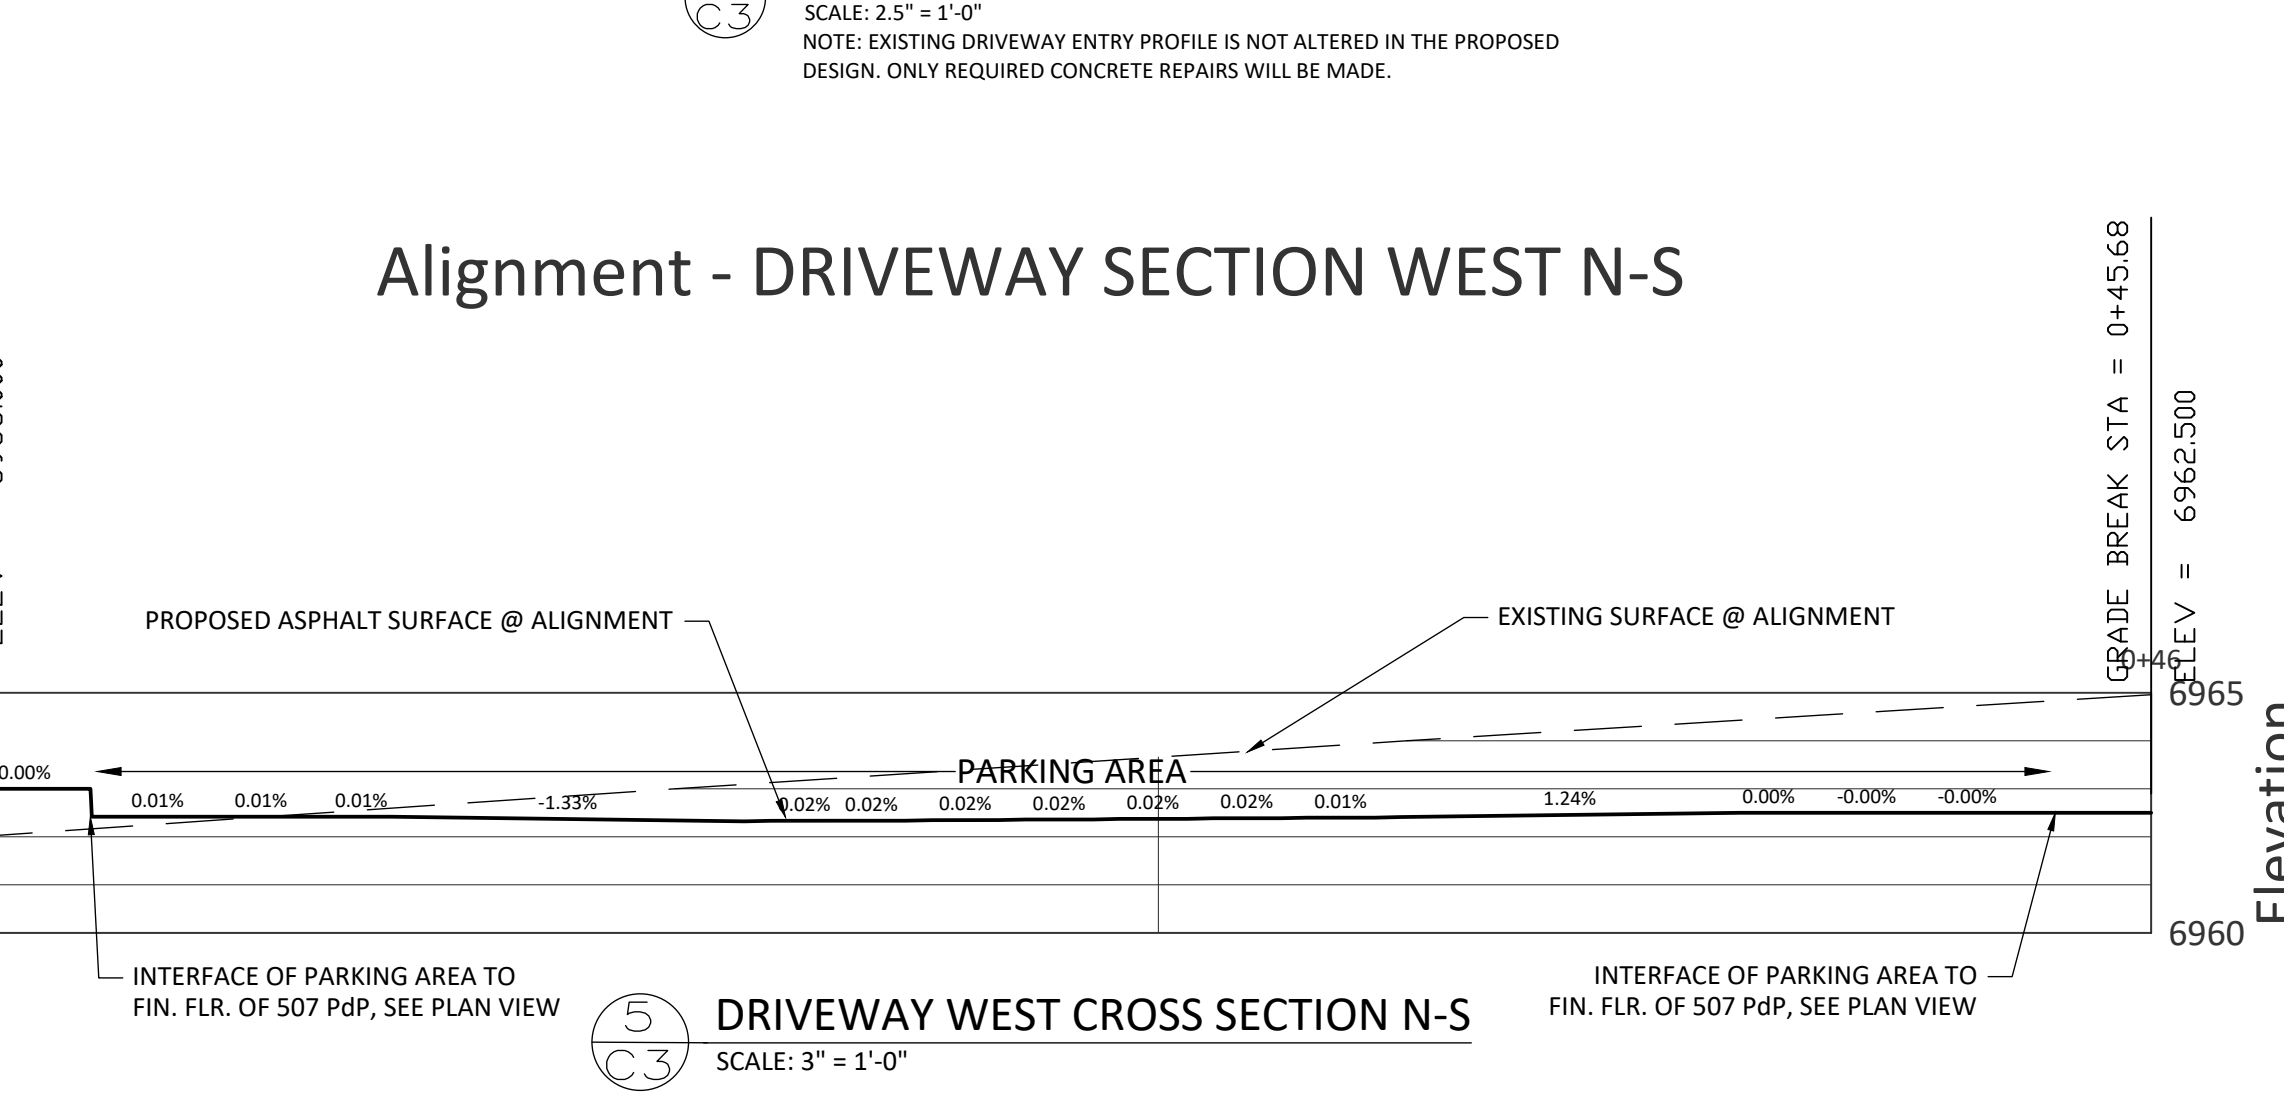 C3
SCALE: 2.5" = 1'-0"
NOTE: EXISTING DRIVEWAY ENTRY PROFILE IS NOT ALTERED IN THE PROPOSED
DESIGN. ONLY REQUIRED CONCRETE REPAIRS WILL BE MADE.
Alignment - DRIVEWAY SECTION WEST N-S
GRADE BREAK STA = 0+45.68
ELEV = 6962.500
PROPOSED ASPHALT SURFACE @ ALIGNMENT
EXISTING SURFACE @ ALIGNMENT
0+46
6965
Elevation
PARKING AREA
0.00%
0.01% 0.01% 0.01% -1.33% 0.02% 0.02% 0.02% 0.02% 0.02% 0.02% 0.01% 1.24% 0.00% -0.00% -0.00%
6960
INTERFACE OF PARKING AREA TO
FIN. FLR. OF 507 PdP, SEE PLAN VIEW
INTERFACE OF PARKING AREA TO
FIN. FLR. OF 507 PdP, SEE PLAN VIEW
5
C3
DRIVEWAY WEST CROSS SECTION N-S
SCALE: 3" = 1'-0"